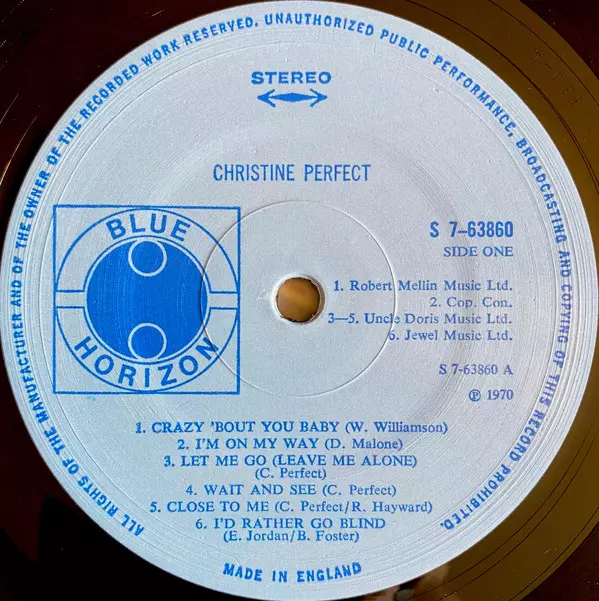 ALL RIGHTS OF THE MANUFACTURER AND OF THE OWNER OF THE RECORDED WORK RESERVED. UNAUTHORIZED PUBLIC PERFORMANCE, BROADCASTING AND COPYING OF THIS RECORD PROHIBITED.
STEREO
CHRISTINE PERFECT
BLUE
HORIZON
S 7–63860
SIDE ONE
1. Robert Mellin Music Ltd.
2. Cop. Con.
3—5. Uncle Doris Music Ltd.
6. Jewel Music Ltd.
S 7-63860 A
℗ 1970
1. CRAZY 'BOUT YOU BABY (W. Williamson)
2. I'M ON MY WAY (D. Malone)
3. LET ME GO (LEAVE ME ALONE)
(C. Perfect)
4. WAIT AND SEE (C. Perfect)
5. CLOSE TO ME (C. Perfect/R. Hayward)
6. I'D RATHER GO BLIND
(E. Jordan/B. Foster)
MADE IN ENGLAND